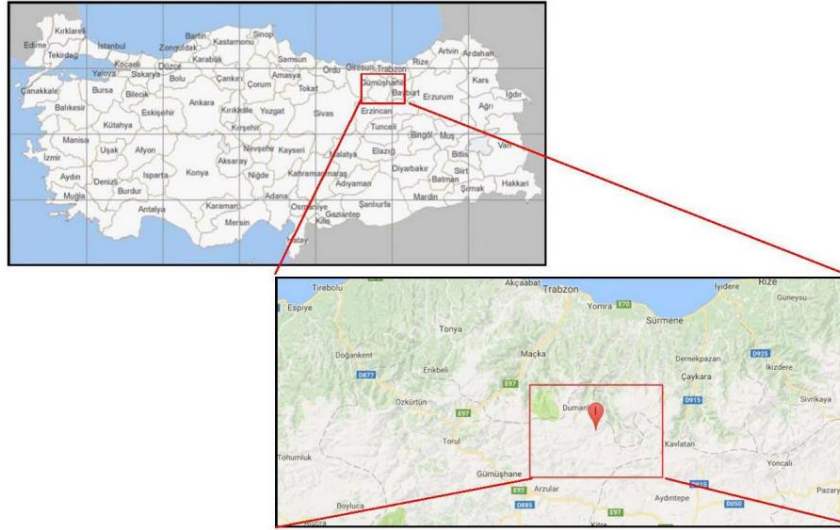 Kırklareli
Edirne
Tekirdağ
İstanbul
Kocaeli
Yalova
Sakarya
Düzce
Zonguldak
Bartın
Karabük
Kastamonu
Sinop
Samsun
Ordu
Giresun
Trabzon
Rize
Artvin
Ardahan
Çanakkale
Bursa
Bilecik
Bolu
Çankırı
Çorum
Amasya
Tokat
Gümüşhane
Bayburt
Erzurum
Kars
Iğdır
Ağrı
Balıkesir
Kütahya
Eskişehir
Ankara
Kırıkkale
Yozgat
Sivas
Erzincan
Tunceli
Manisa
Uşak
Afyon
Kırşehir
Nevşehir
Kayseri
Malatya
Elazığ
Bingöl
Muş
Van
İzmir
Aydın
Denizli
Isparta
Burdur
Konya
Aksaray
Niğde
Kahramanmaraş
Adıyaman
Diyarbakır
Batman
Siirt
Bitlis
Şırnak
Hakkari
Muğla
Antalya
Karaman
Mersin
Adana
Osmaniye
Gaziantep
Kilis
Şanlıurfa
Mardin
Hatay
Tirebolu
Akçaabat
Trabzon
Yomra
E70
İyidere
Rize
Espiye
Sürmene
Güneysu
Tonya
Doğankent
Maçka
Dernekpazarı
D925
İkizdere
D877
Erikbeli
E97
Çaykara
Özkürtün
E97
D915
Sivrikaya
Torul
Kavlatan
Tohumluk
Gümüşhane
Yoncalı
Arzular
D915
Boyluca
D885
E97
Aydıntepe
D050